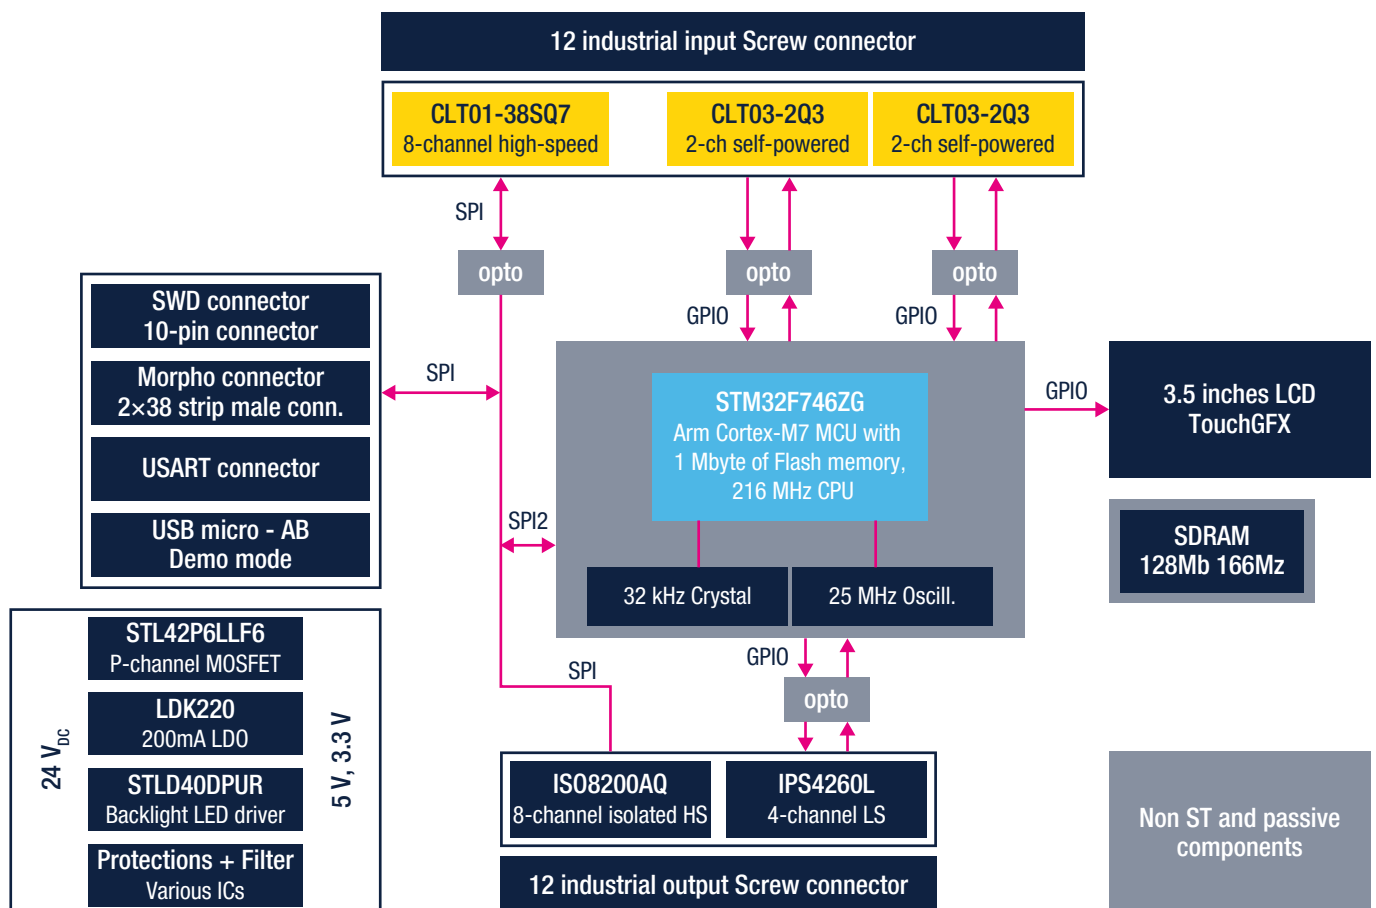 12 industrial input Screw connector
CLT01-38SQ7
8-channel high-speed
CLT03-2Q3
2-ch self-powered
CLT03-2Q3
2-ch self-powered
SPI
opto
opto
opto
GPIO
GPIO
SWD connector
10-pin connector
Morpho connector
2×38 strip male conn.
USART connector
USB micro - AB
Demo mode
SPI
SPI2
STM32F746ZG
Arm Cortex-M7 MCU with
1 Mbyte of Flash memory,
216 MHz CPU
32 kHz Crystal
25 MHz Oscill.
GPIO
3.5 inches LCD
TouchGFX
SDRAM
128Mb 166Mz
24 VDC
STL42P6LLF6
P-channel MOSFET
LDK220
200mA LDO
STLD40DPUR
Backlight LED driver
Protections + Filter
Various ICs
5 V, 3.3 V
SPI
GPIO
opto
ISO8200AQ
8-channel isolated HS
IPS4260L
4-channel LS
12 industrial output Screw connector
Non ST and passive
components